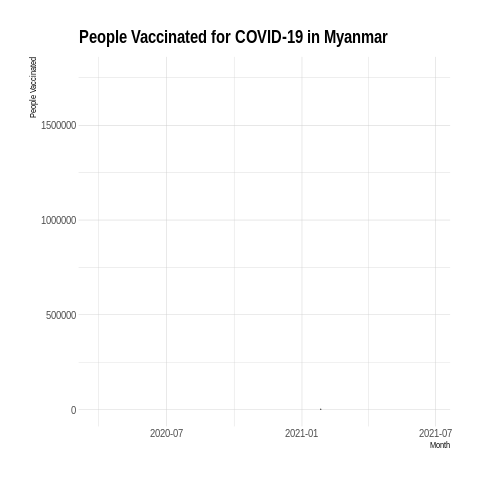 People Vaccinated for COVID-19 in Myanmar
People Vaccinated
1500000
1000000
500000
0
2020-07 2021-01 2021-07
Month